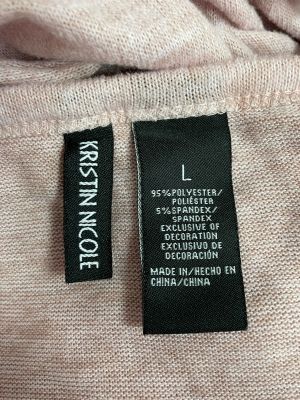 KRISTIN NICOLE
L
95% POLYESTER/
POLIÉSTER
5% SPANDEX/
SPANDEX
EXCLUSIVE OF
DECORATION
EXCLUSIVO DE
DECORACIÓN
MADE IN/HECHO EN
CHINA/CHINA